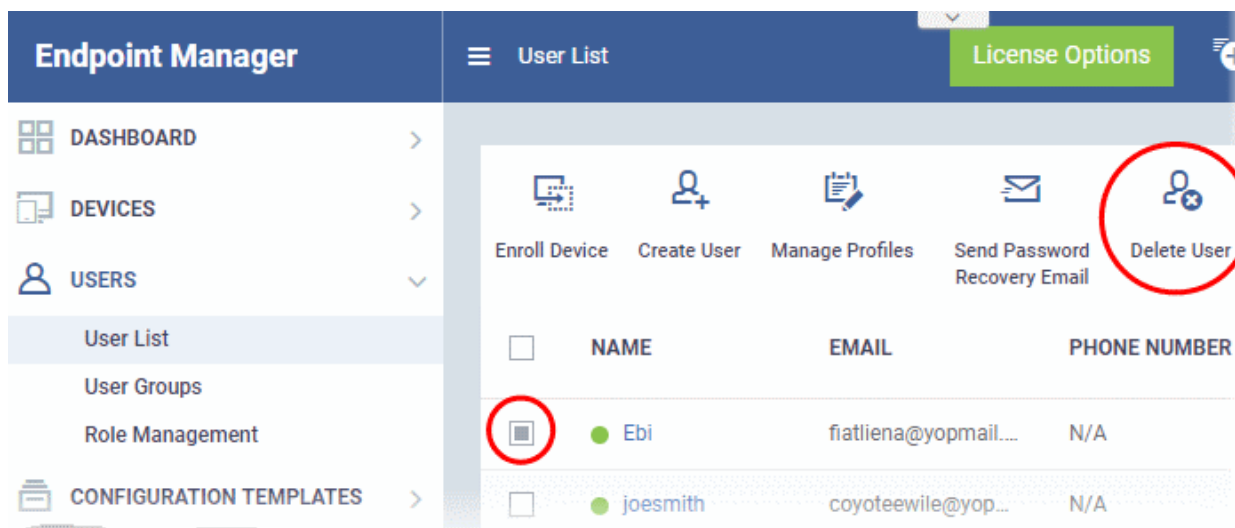 Endpoint Manager
User List
License Options
DASHBOARD
DEVICES
USERS
User List
User Groups
Role Management
CONFIGURATION TEMPLATES
Enroll Device
Create User
Manage Profiles
Send Password
Recovery Email
Delete User
NAME EMAIL PHONE NUMBER
Ebi fiatliena@yopmail.... N/A
joesmith coyoteewile@yop... N/A